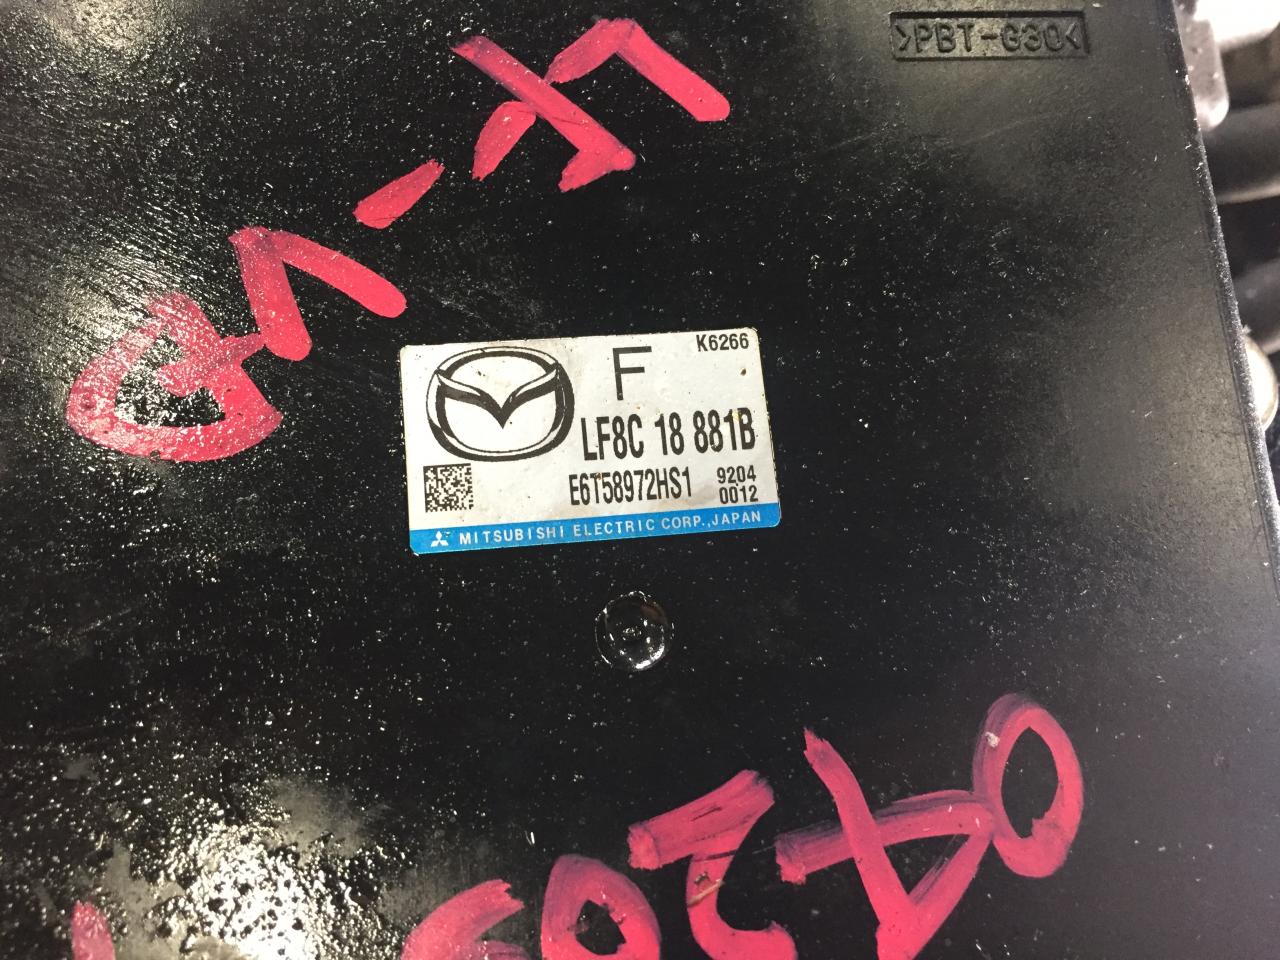 >PBT-G30<
K6266
F
LF8C 18 881B
E6T58972HS1 9204
0012
MITSUBISHI ELECTRIC CORP., JAPAN